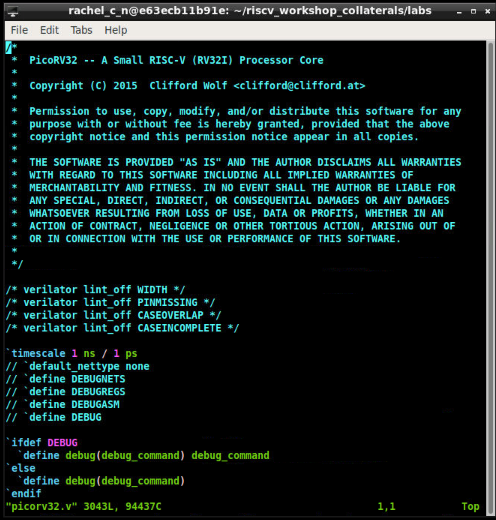 rachel_c_n@e63ecb11b91e: ~/riscv_workshop_collaterals/labs
File Edit Tabs Help
/*
 *  PicoRV32 -- A Small RISC-V (RV32I) Processor Core
 *
 *  Copyright (C) 2015  Clifford Wolf <clifford@clifford.at>
 *
 *  Permission to use, copy, modify, and/or distribute this software for any
 *  purpose with or without fee is hereby granted, provided that the above
 *  copyright notice and this permission notice appear in all copies.
 *
 *  THE SOFTWARE IS PROVIDED "AS IS" AND THE AUTHOR DISCLAIMS ALL WARRANTIES
 *  WITH REGARD TO THIS SOFTWARE INCLUDING ALL IMPLIED WARRANTIES OF
 *  MERCHANTABILITY AND FITNESS. IN NO EVENT SHALL THE AUTHOR BE LIABLE FOR
 *  ANY SPECIAL, DIRECT, INDIRECT, OR CONSEQUENTIAL DAMAGES OR ANY DAMAGES
 *  WHATSOEVER RESULTING FROM LOSS OF USE, DATA OR PROFITS, WHETHER IN AN
 *  ACTION OF CONTRACT, NEGLIGENCE OR OTHER TORTIOUS ACTION, ARISING OUT OF
 *  OR IN CONNECTION WITH THE USE OR PERFORMANCE OF THIS SOFTWARE.
 *
 */
/* verilator lint_off WIDTH */
/* verilator lint_off PINMISSING */
/* verilator lint_off CASEOVERLAP */
/* verilator lint_off CASEINCOMPLETE */
`timescale 1 ns / 1 ps
// `default_nettype none
// `define DEBUGNETS
// `define DEBUGREGS
// `define DEBUGASM
// `define DEBUG
`ifdef DEBUG
  `define debug(debug_command) debug_command
`else
  `define debug(debug_command)
`endif
"picorv32.v" 3043L, 94437C 1,1 Top